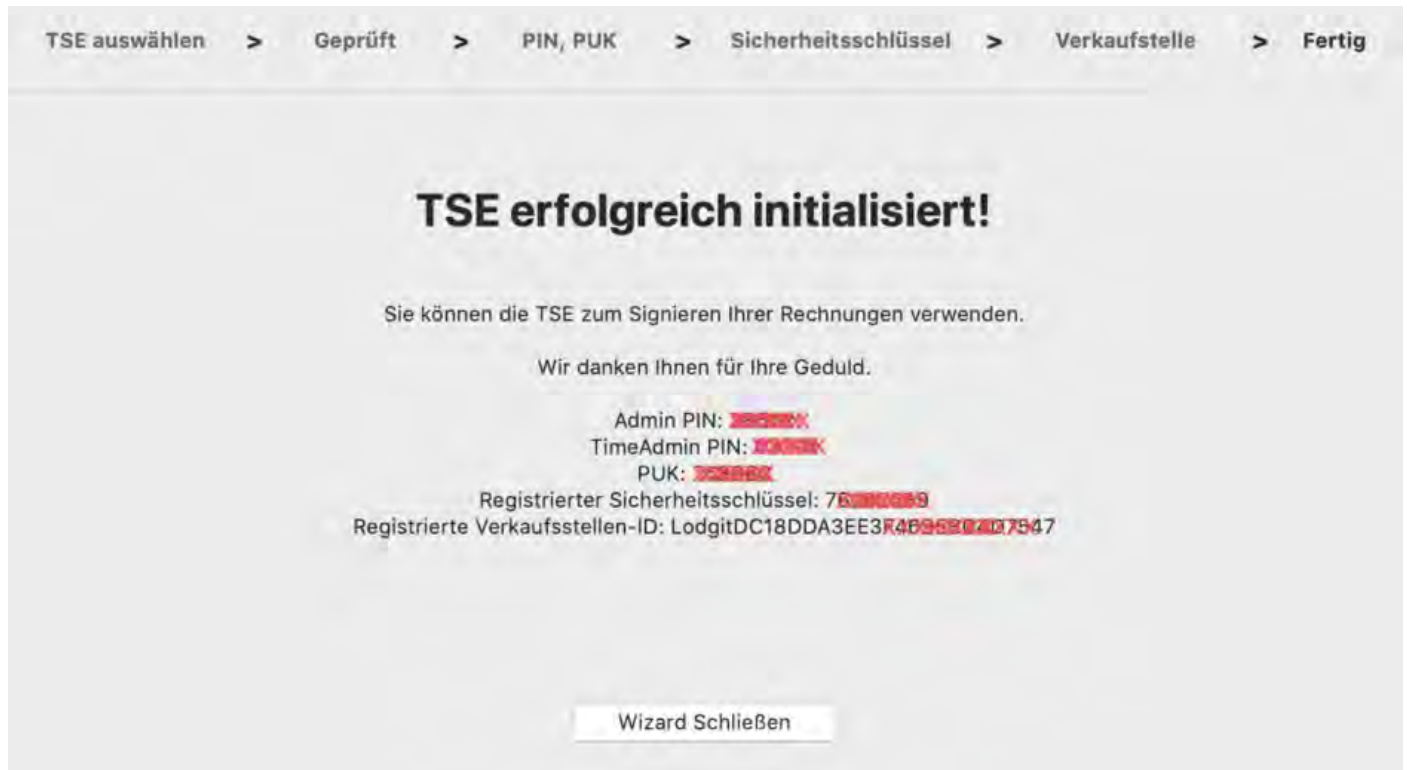 TSE auswählen > Geprüft > PIN, PUK > Sicherheitsschlüssel > Verkaufstelle > Fertig
TSE erfolgreich initialisiert!
Sie können die TSE zum Signieren Ihrer Rechnungen verwenden.
Wir danken Ihnen für Ihre Geduld.
Admin PIN:
TimeAdmin PIN:
PUK:
Registrierter Sicherheitsschlüssel:
Registrierte Verkaufsstellen-ID:
Wizard Schließen